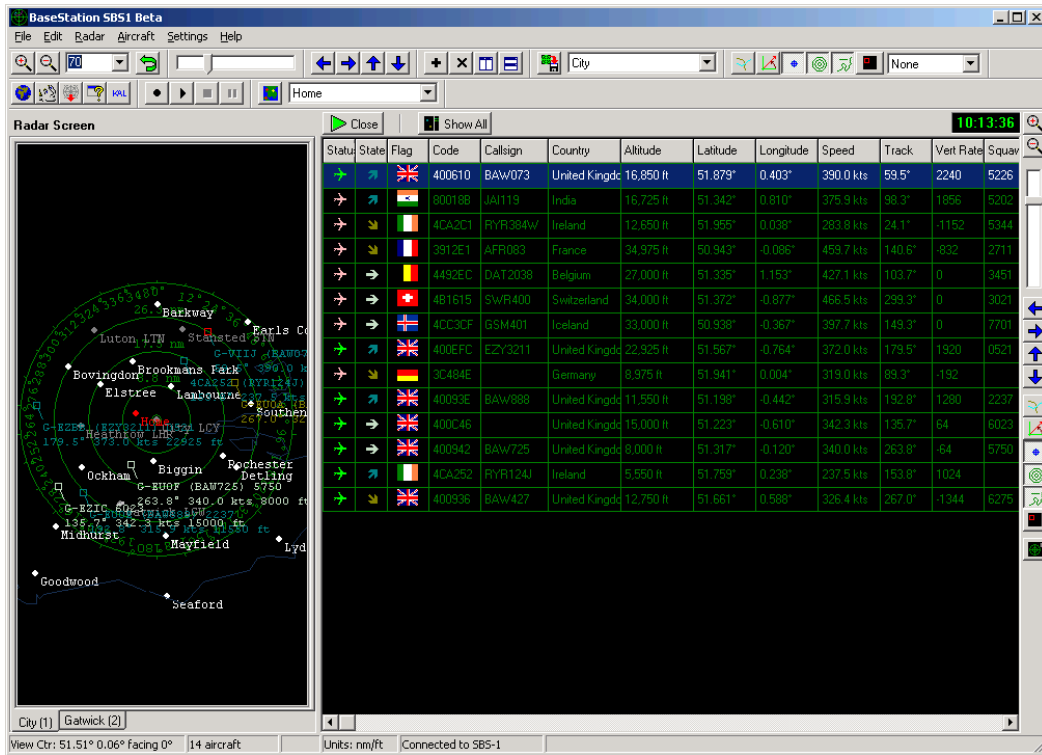 BaseStation SBS1 Beta
File Edit Radar Aircraft Settings Help
70 City None
KAL Home
Radar Screen Close Show All 10:13:36
Status State Flag Code Callsign Country Altitude Latitude Longitude Speed Track Vert Rate Squaw
400610 BAW073 United Kingdo 16,850 ft 51.879° 0.403° 390.0 kts 59.5° 2240 5226
80018B JAI119 India 16,725 ft 51.342° 0.810° 375.9 kts 98.3° 1856 5202
4CA2C1 RYR384W Ireland 12,650 ft 51.955° 0.038° 283.8 kts 24.1° -1152 5344
3912E1 AFR083 France 34,975 ft 50.943° -0.086° 459.7 kts 140.6° -832 2711
4492EC DAT2038 Belgium 27,000 ft 51.335° 1.153° 427.1 kts 103.7° 0 3451
4B1615 SWR400 Switzerland 34,000 ft 51.372° -0.877° 466.5 kts 299.3° 0 3021
4CC3CF GSM401 Iceland 33,000 ft 50.938° -0.367° 397.7 kts 149.3° 0 7701
400EFC EZY3211 United Kingdo 22,925 ft 51.567° -0.764° 372.0 kts 179.5° 1920 0521
3C484E Germany 8,975 ft 51.941° 0.004° 319.0 kts 89.3° -192
40093E BAW888 United Kingdo 11,550 ft 51.198° -0.442° 315.9 kts 192.8° 1280 2237
400C46 United Kingdo 15,000 ft 51.223° -0.610° 342.3 kts 135.7° 64 6023
400942 BAW725 United Kingdo 8,000 ft 51.317° -0.120° 340.0 kts 263.8° -64 5750
4CA252 RYR124J Ireland 5,550 ft 51.759° 0.238° 237.5 kts 153.8° 1024
400936 BAW427 United Kingdo 12,750 ft 51.661° 0.588° 326.4 kts 267.0° -1344 6275
Barkway
Earls Co
Luton LTN Stansted STN
G-VIIJ (BAW07
Bovingdon Brookmans Park
4CA252 (RYR124J)
Elstree Lambourne
Southen
Home
LCY
Heathrow LHR
179.5° 373.0 kts 22925 ft
Ockham Biggin Rochester
Detling
G-EUOF (BAW725) 5750
263.8° 340.0 kts 8000 ft
G-EZIC 6023
Gatwick LGW
135.7° 342.3 kts 15000 ft
Midhurst
Mayfield
Lyd
Goodwood
Seaford
City (1) Gatwick (2)
View Ctr: 51.51° 0.06° facing 0° 14 aircraft Units: nm/ft Connected to SBS-1